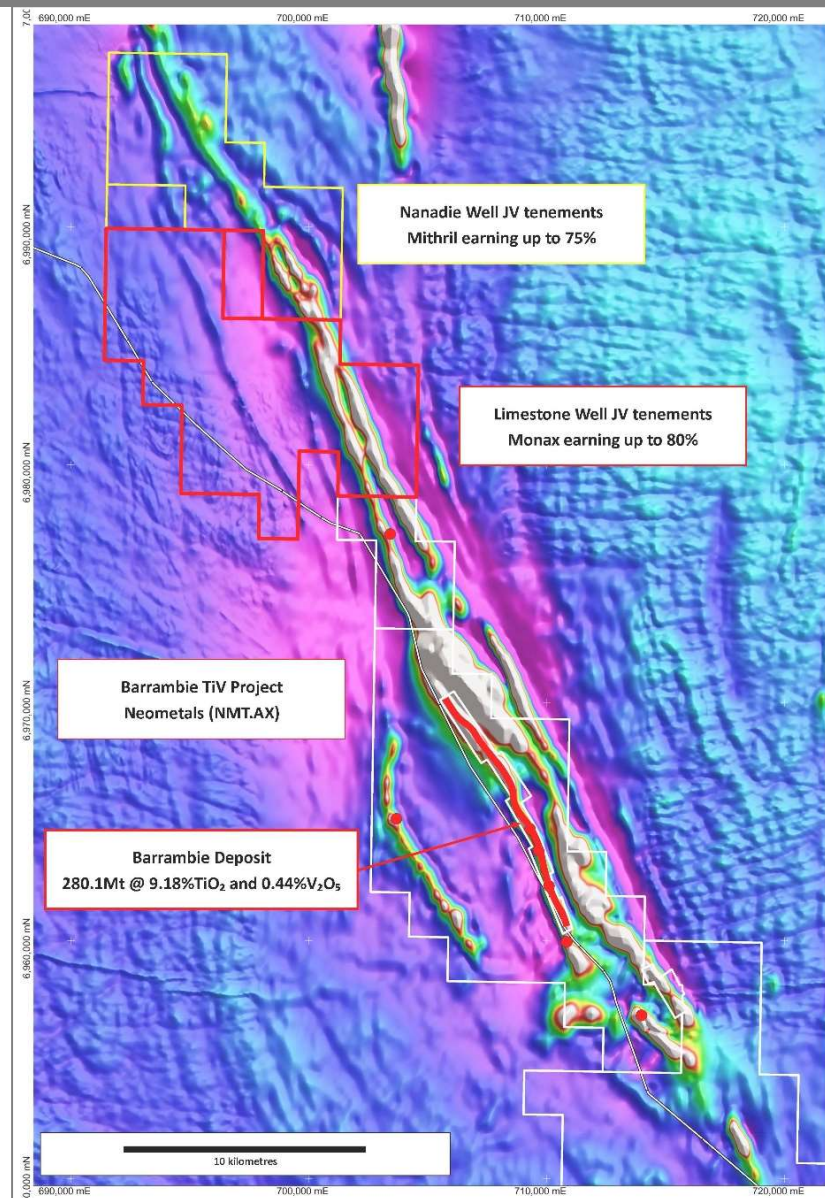 690,000 mE
700,000 mE
710,000 mE
720,000 mE
6,990,000 mN
Nanadie Well JV tenements
Mithril earning up to 75%
Limestone Well JV tenements
Monax earning up to 80%
6,980,000 mN
Barrambie TiV Project
Neometals (NMT.AX)
6,970,000 mN
Barrambie Deposit
280.1Mt @ 9.18%TiO₂ and 0.44%V₂O₅
6,960,000 mN
10 kilometres
690,000 mE
700,000 mE
710,000 mE
720,000 mE